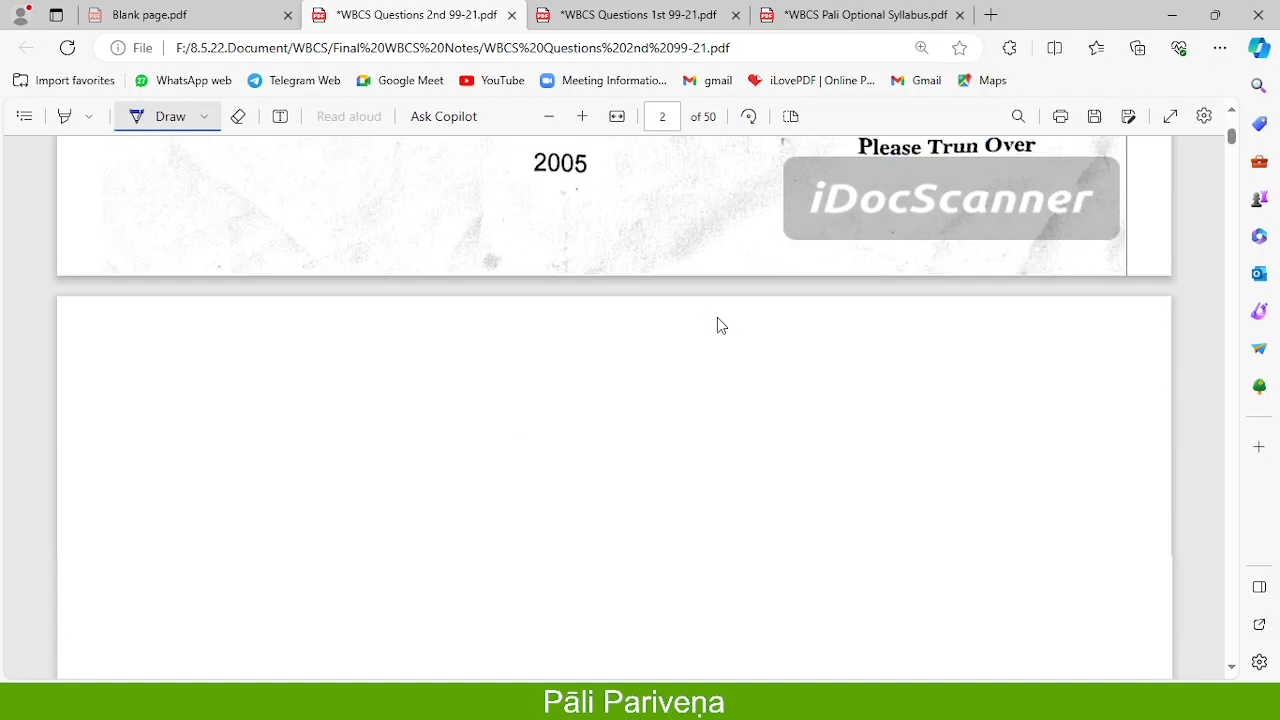 Blank page.pdf
*WBCS Questions 2nd 99-21.pdf
*WBCS Questions 1st 99-21.pdf
*WBCS Pali Optional Syllabus.pdf
File
F:/8.5.22.Document/WBCS/Final%20WBCS%20Notes/WBCS%20Questions%202nd%2099-21.pdf
Import favorites
27
WhatsApp web
Telegram Web
Google Meet
YouTube
Meeting Informatio...
gmail
iLovePDF | Online P...
Gmail
Maps
Draw
Read aloud
Ask Copilot
2
of 50
Please Trun Over
2005
iDocScanner
Pāli Pariveṇa